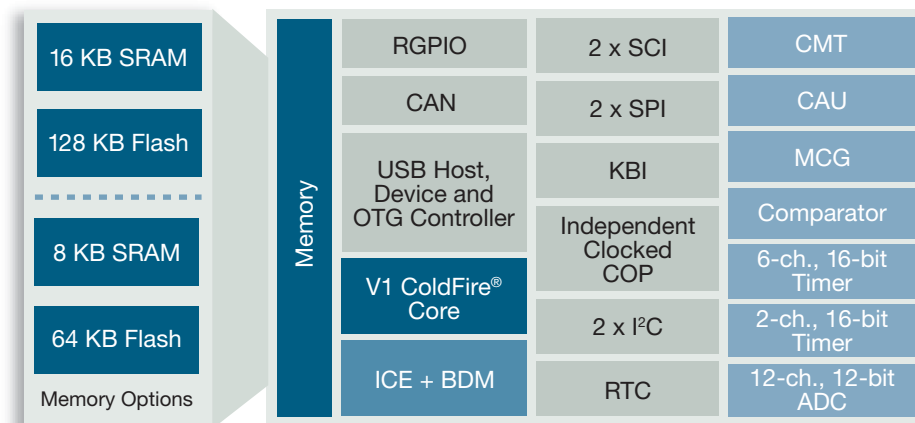 16 KB SRAM
128 KB Flash
8 KB SRAM
64 KB Flash
Memory Options
Memory
RGPIO
CAN
USB Host,
Device and
OTG Controller
V1 ColdFire®
Core
ICE + BDM
2 x SCI
2 x SPI
KBI
Independent
Clocked
COP
2 x I²C
RTC
CMT
CAU
MCG
Comparator
6-ch., 16-bit
Timer
2-ch., 16-bit
Timer
12-ch., 12-bit
ADC